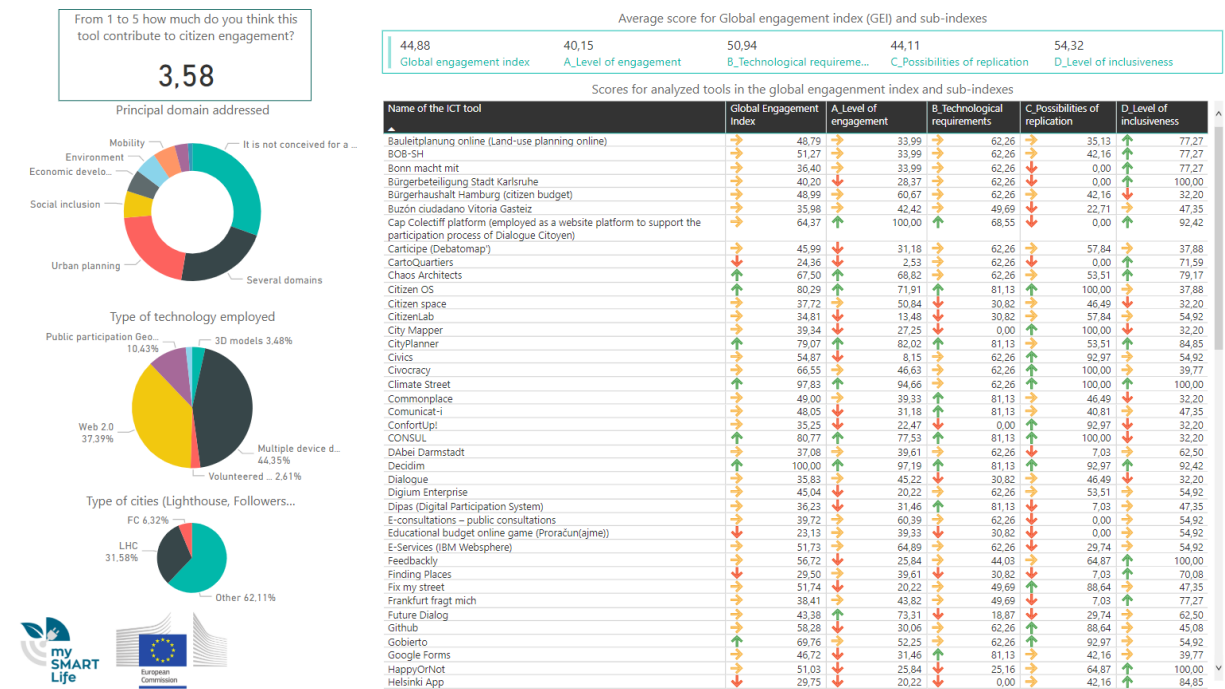 From 1 to 5 how much do you think this
tool contribute to citizen engagement?
3,58
Principal domain addressed
Mobility
It is not conceived for a ...
Environment
Economic develo...
Social inclusion
Urban planning
Several domains
Type of technology employed
Public participation Geo...
10,43%
3D models 3,48%
Web 2.0
37,39%
Multiple device d...
44,35%
Volunteered ... 2,61%
Type of cities (Lighthouse, Followers...
FC 6,32%
LHC
31,58%
Other 62,11%
my
SMART
Life
European
Commission
Average score for Global engagement index (GEI) and sub-indexes
44,88 40,15 50,94 44,11 54,32
Global engagement index A_Level of engagement B_Technological requireme... C_Possibilities of replication D_Level of inclusiveness
Scores for analyzed tools in the global engagenment index and sub-indexes
Name of the ICT tool Global Engagement Index A_Level of engagement B_Technological requirements C_Possibilities of replication D_Level of inclusiveness
Bauleitplanung online (Land-use planning online) 48,79 33,99 62,26 35,13 77,27
BOB-SH 51,27 33,99 62,26 42,16 77,27
Bonn macht mit 36,40 33,99 62,26 0,00 77,27
Bürgerbeteiligung Stadt Karlsruhe 40,20 28,37 62,26 0,00 100,00
Bürgerhaushalt Hamburg (citizen budget) 48,99 60,67 62,26 42,16 32,20
Buzón ciudadano Vitoria Gasteiz 35,98 42,42 49,69 22,71 47,35
Cap Colectiff platform (employed as a website platform to support the 64,37 100,00 68,55 0,00 92,42
participation process of Dialogue Citoyen)
Carticipe (Debatomap') 45,99 31,18 62,26 57,84 37,88
CartoQuartiers 24,36 2,53 62,26 0,00 71,59
Chaos Architects 67,50 68,82 62,26 53,51 79,17
Citizen OS 80,29 71,91 81,13 100,00 37,88
Citizen space 37,72 50,84 30,82 46,49 32,20
CitizenLab 34,81 13,48 30,82 57,84 54,92
City Mapper 39,34 27,25 0,00 100,00 32,20
CityPlanner 79,07 82,02 81,13 53,51 84,85
Civics 54,87 8,15 62,26 92,97 54,92
Civocracy 66,55 46,63 62,26 100,00 39,77
Climate Street 97,83 94,66 62,26 100,00 100,00
Commonplace 49,00 39,33 81,13 46,49 32,20
Comunicat-i 48,05 31,18 81,13 40,81 47,35
ConfortUp! 35,25 22,47 0,00 92,97 32,20
CONSUL 80,77 77,53 81,13 100,00 32,20
DAbei Darmstadt 37,08 39,61 62,26 7,03 62,50
Decidim 100,00 97,19 81,13 92,97 92,42
Dialogue 35,83 45,22 30,82 46,49 32,20
Digium Enterprise 45,04 20,22 62,26 53,51 54,92
Dipas (Digital Participation System) 36,23 31,46 81,13 7,03 47,35
E-consultations – public consultations 39,72 60,39 62,26 0,00 54,92
Educational budget online game (Proračun(ajme)) 23,13 39,33 30,82 0,00 54,92
E-Services (IBM Websphere) 51,73 64,89 62,26 29,74 54,92
Feedbackly 56,72 25,84 44,03 64,87 100,00
Finding Places 29,50 39,61 30,82 7,03 70,08
Fix my street 51,74 20,22 49,69 88,64 47,35
Frankfurt fragt mich 38,41 43,82 49,69 7,03 77,27
Future Dialog 43,38 73,31 18,87 29,74 62,50
Github 58,28 30,06 62,26 88,64 45,08
Gobierto 69,76 52,25 62,26 92,97 54,92
Google Forms 46,72 31,46 81,13 42,16 39,77
HappyOrNot 51,03 25,84 25,16 64,87 100,00
Helsinki App 29,75 20,22 0,00 42,16 84,85